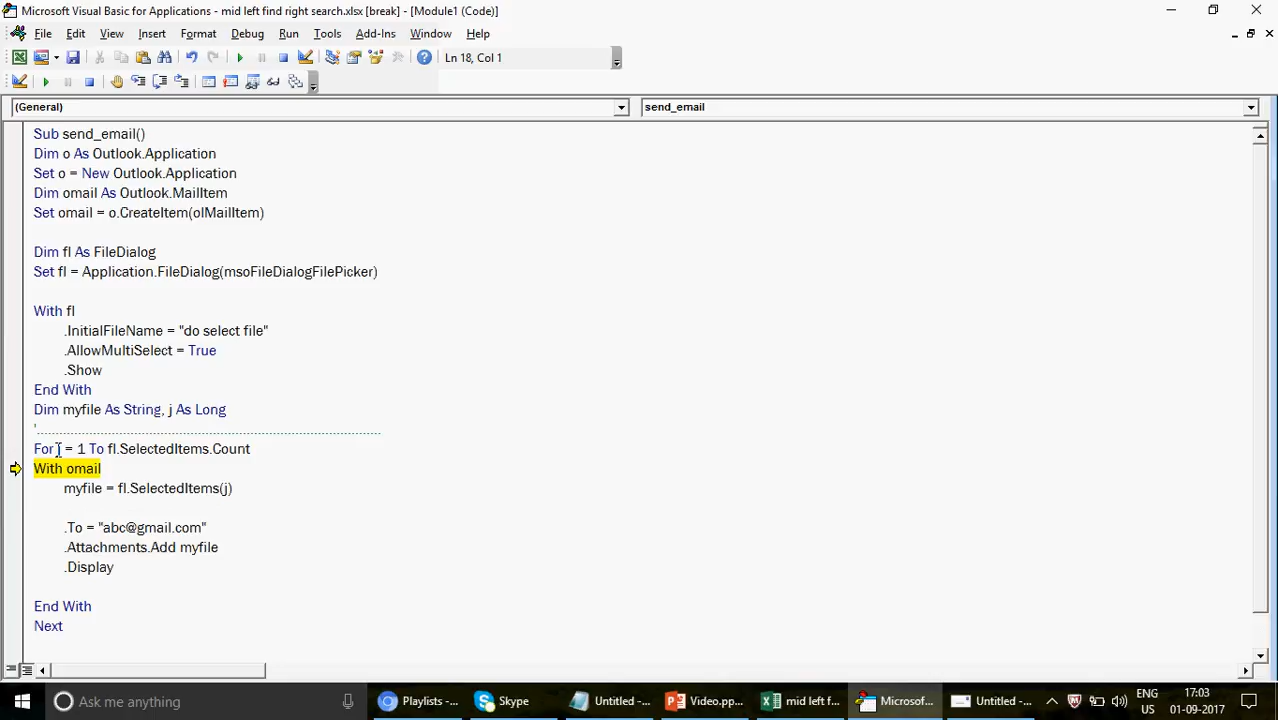 Microsoft Visual Basic for Applications - mid left find right search.xlsx [break] - [Module1 (Code)]
File Edit View Insert Format Debug Run Tools Add-Ins Window Help
Ln 18, Col 1
(General) send_email
Sub send_email()
Dim o As Outlook.Application
Set o = New Outlook.Application
Dim omail As Outlook.MailItem
Set omail = o.CreateItem(olMailItem)
Dim fl As FileDialog
Set fl = Application.FileDialog(msoFileDialogFilePicker)
With fl
.InitialFileName = "do select file"
.AllowMultiSelect = True
.Show
End With
Dim myfile As String, j As Long
'--------------------------------------------------------------------------
For j = 1 To fl.SelectedItems.Count
With omail
myfile = fl.SelectedItems(j)
.To = "abc@gmail.com"
.Attachments.Add myfile
.Display
End With
Next
Ask me anything Playlists -... Skype Untitled -... Video.pp... mid left f... Microsof... Untitled -... ENG 17:03
US 01-09-2017